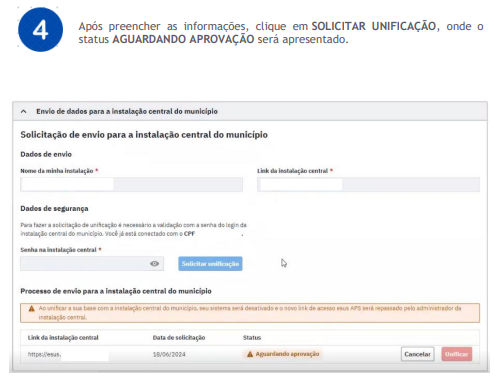 4
Após preencher as informações, clique em SOLICITAR UNIFICAÇÃO, onde o
status AGUARDANDO APROVAÇÃO será apresentado.
Envio de dados para a instalação central do município
Solicitação de envio para a instalação central do município
Dados de envio
Nome da minha instalação *
Link da instalação central *
Dados de segurança
Para fazer a solicitação de unificação é necessário a validação com a senha do login da
instalação central do município. Você já está conectado com o CPF
Senha na instalação central *
Solicitar unificação
Processo de envio para a instalação central do município
Ao unificar a sua base com a instalação central do município, seu sistema será desativado e o novo link de acesso esus APS será repassado pelo administrador da
instalação central.
Link da instalação central Data de solicitação Status
https://esus. 18/06/2024 Aguardando aprovação Cancelar Unificar